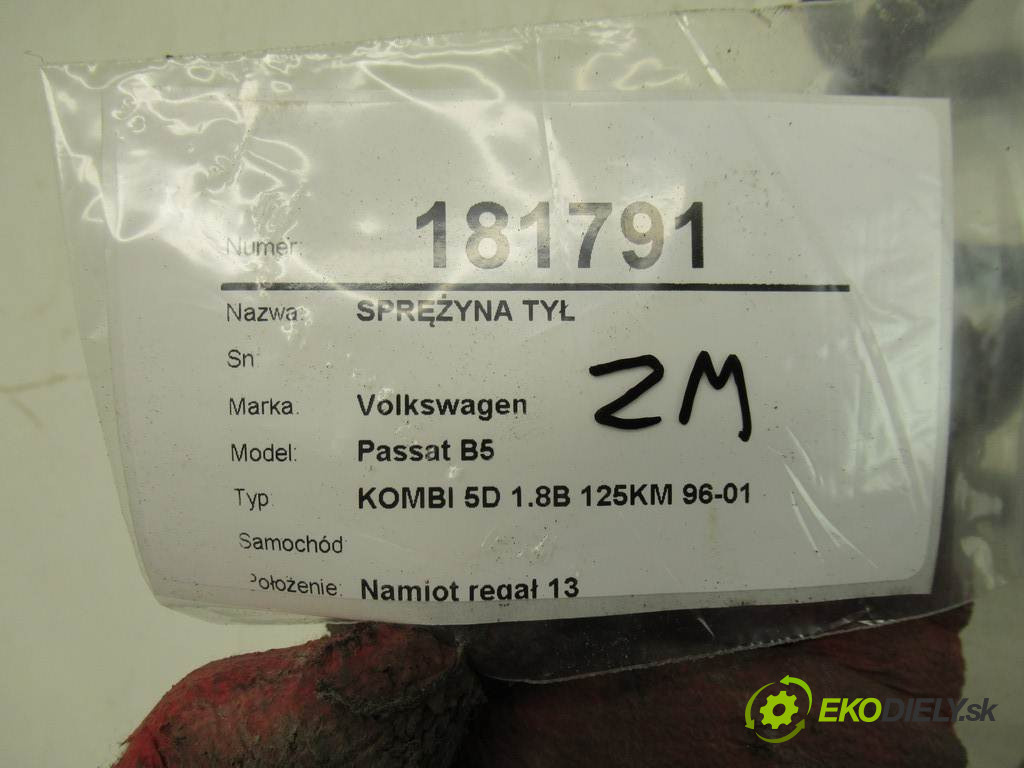 Numer: 181791
Nazwa: SPRĘŻYNA TYŁ
Sn:
ZM
Marka: Volkswagen
Model: Passat B5
Typ: KOMBI 5D 1.8B 125KM 96-01
Samochód
Położenie: Namiot regał 13
EKODIELY.sk